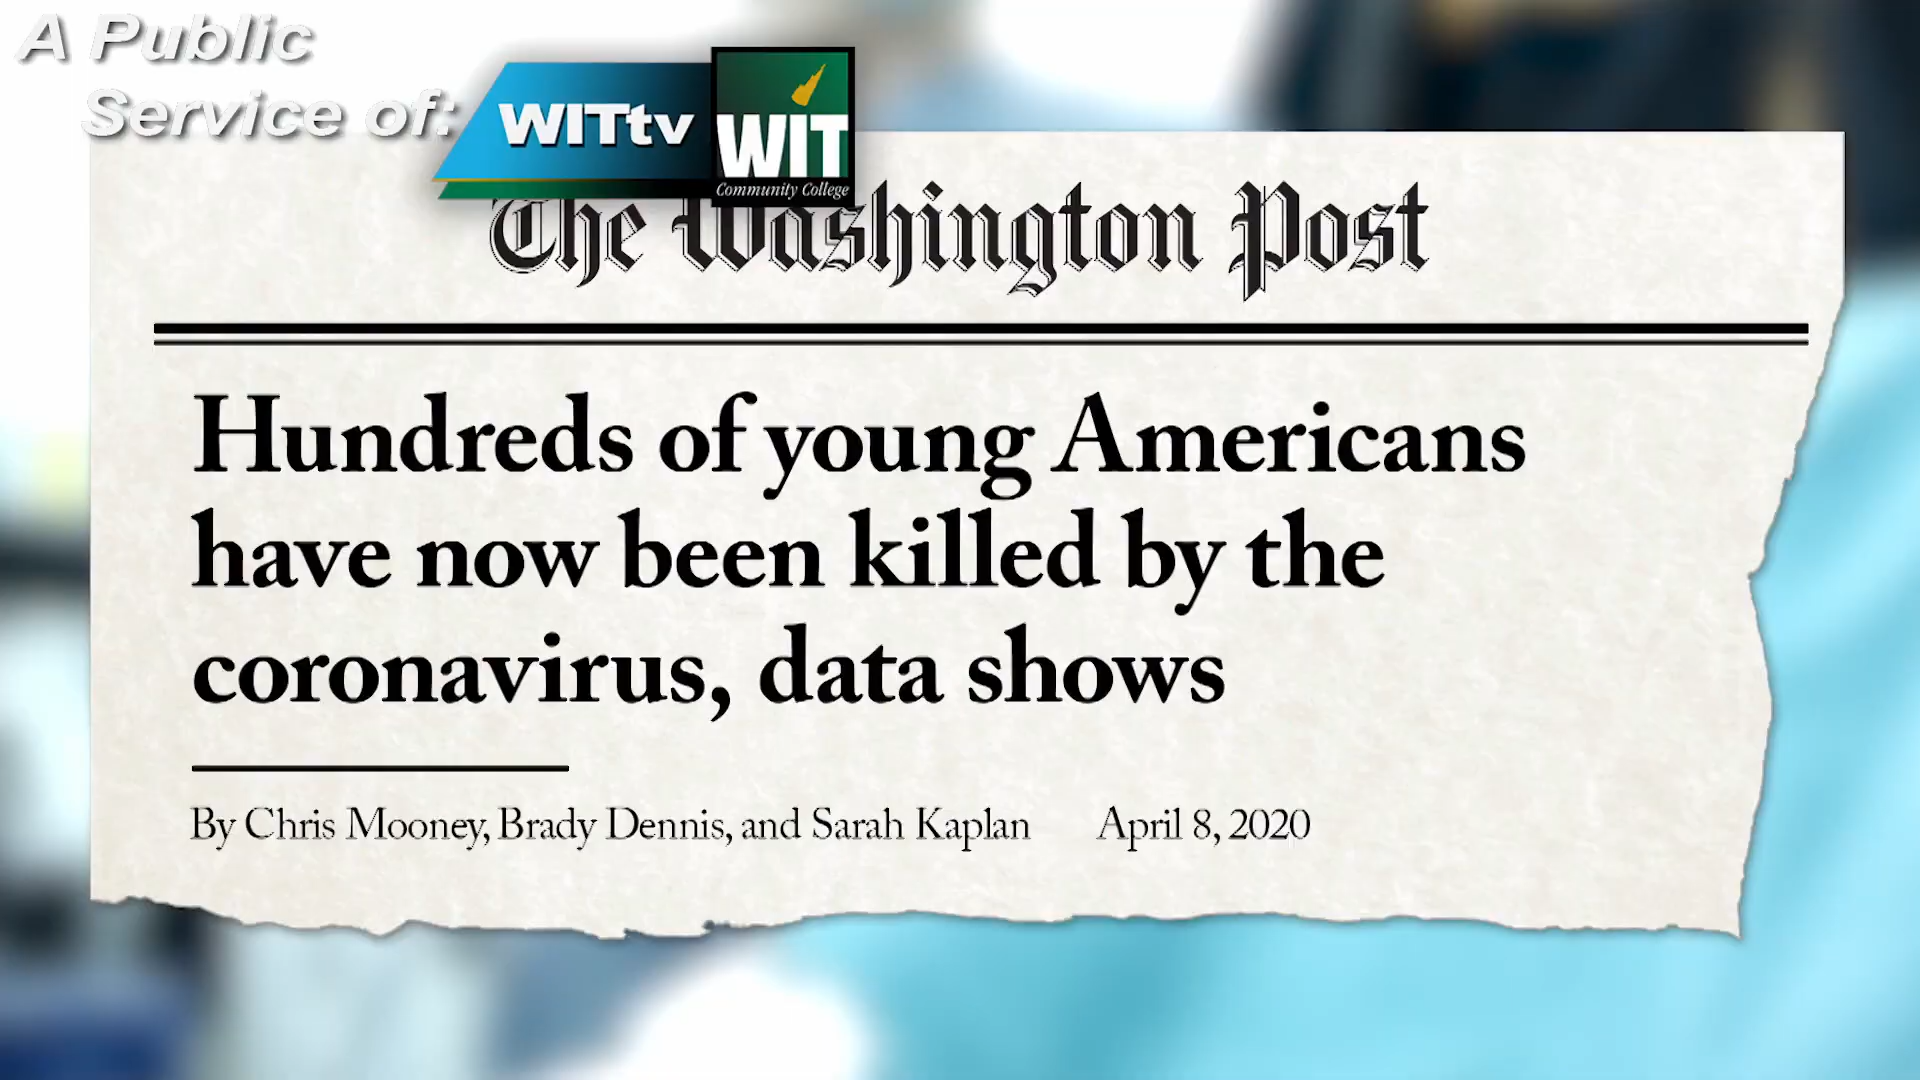 A Public
Service of:
WITtv
WIT
Community College
The Washington Post
Hundreds of young Americans
have now been killed by the
coronavirus, data shows
By Chris Mooney, Brady Dennis, and Sarah Kaplan April 8, 2020